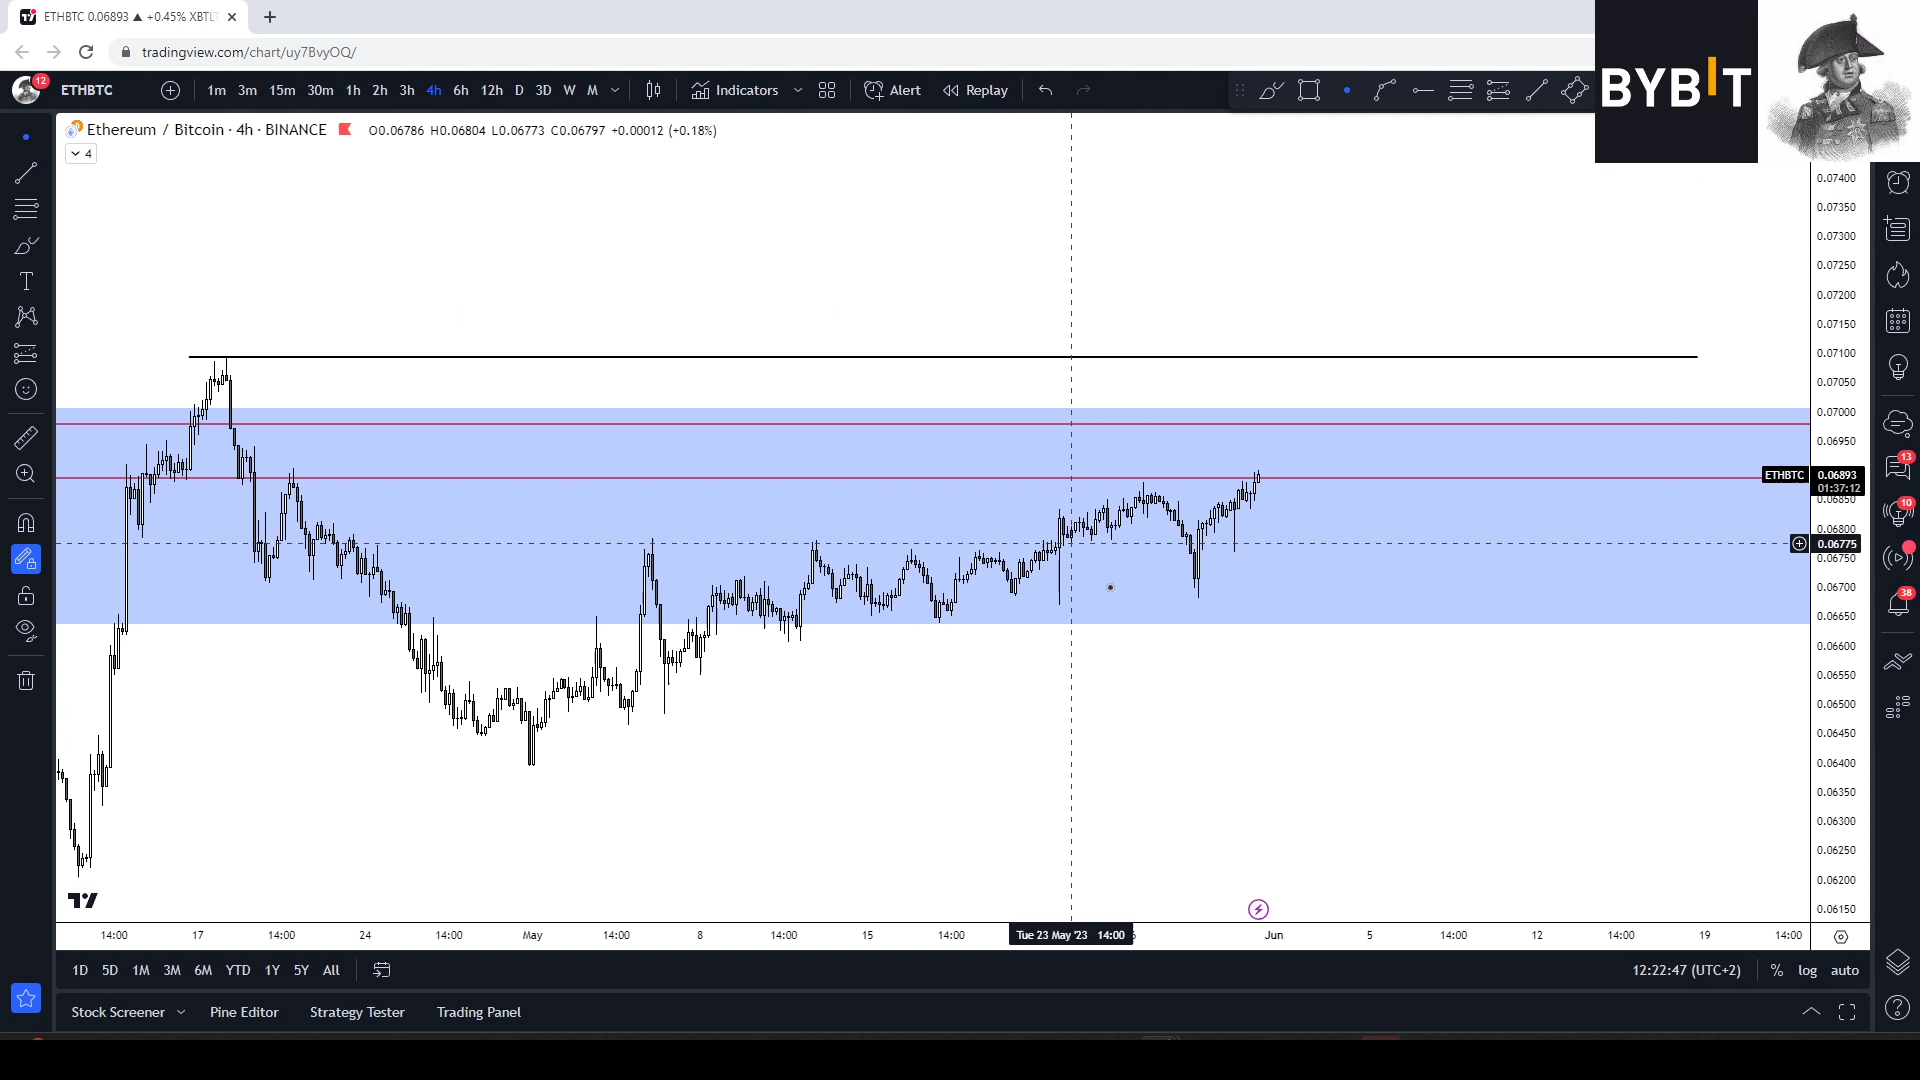 ETHBTC 0.06893 ▲ +0.45% XBTLT
tradingview.com/chart/uy7BvyOQ/
12
ETHBTC
1m 3m 15m 30m 1h 2h 3h 4h 6h 12h D 3D W M
Indicators
Alert
Replay
BYBIT
Ethereum / Bitcoin · 4h · BINANCE
O0.06786 H0.06804 L0.06773 C0.06797 +0.00012 (+0.18%)
4
0.07400
0.07350
0.07300
0.07250
0.07200
0.07150
0.07100
0.07050
0.07000
0.06950
ETHBTC 0.06893
01:37:12
0.06850
0.06800
0.06775
0.06750
0.06700
0.06650
0.06600
0.06550
0.06500
0.06450
0.06400
0.06350
0.06300
0.06250
0.06200
0.06150
13
10
38
14:00 17 14:00 24 14:00 May 14:00 8 14:00 15 14:00 Tue 23 May '23 14:00 Jun 5 14:00 12 14:00 19 14:00
1D 5D 1M 3M 6M YTD 1Y 5Y All
12:22:47 (UTC+2) % log auto
Stock Screener Pine Editor Strategy Tester Trading Panel